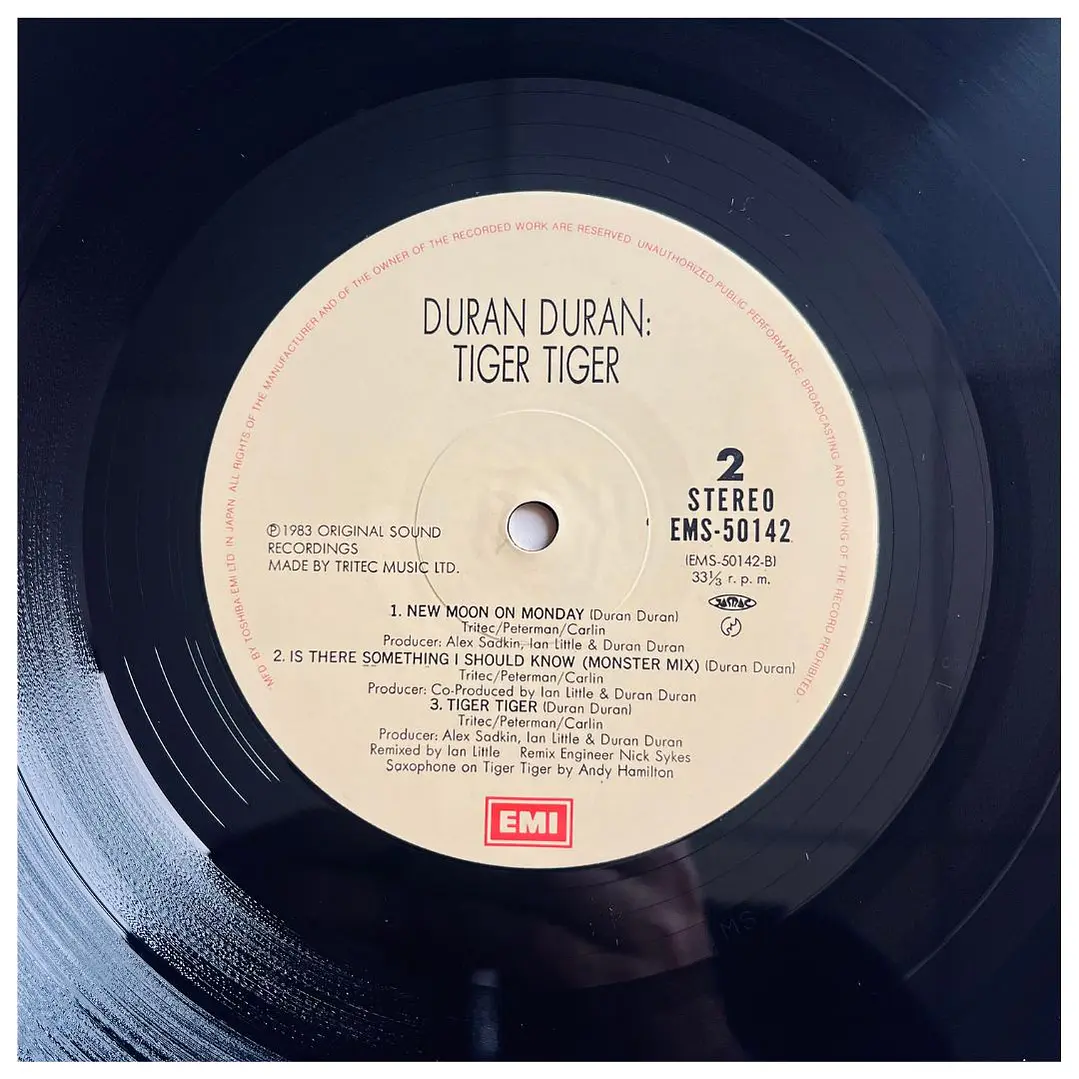 MFD BY TOSHIBA EMI LTD. IN JAPAN. ALL RIGHTS OF THE MANUFACTURER AND OF THE OWNER OF THE RECORDED WORK ARE RESERVED. UNAUTHORIZED PUBLIC PERFORMANCE. BROADCASTING AND COPYING OF THE RECORD PROHIBITED.
DURAN DURAN:
TIGER TIGER
2
STEREO
EMS-50142
(EMS-50142-B)
33⅓ r. p. m.
JASRAC
℗1983 ORIGINAL SOUND
RECORDINGS
MADE BY TRITEC MUSIC LTD.
1. NEW MOON ON MONDAY (Duran Duran)
Tritec/Peterman/Carlin
Producer: Alex Sadkin, Ian Little & Duran Duran
2. IS THERE SOMETHING I SHOULD KNOW (MONSTER MIX) (Duran Duran)
Tritec/Peterman/Carlin
Producer: Co-Produced by Ian Little & Duran Duran
3. TIGER TIGER (Duran Duran)
Tritec/Peterman/Carlin
Producer: Alex Sadkin, Ian Little & Duran Duran
Remixed by Ian Little Remix Engineer Nick Sykes
Saxophone on Tiger Tiger by Andy Hamilton
EMI
MS